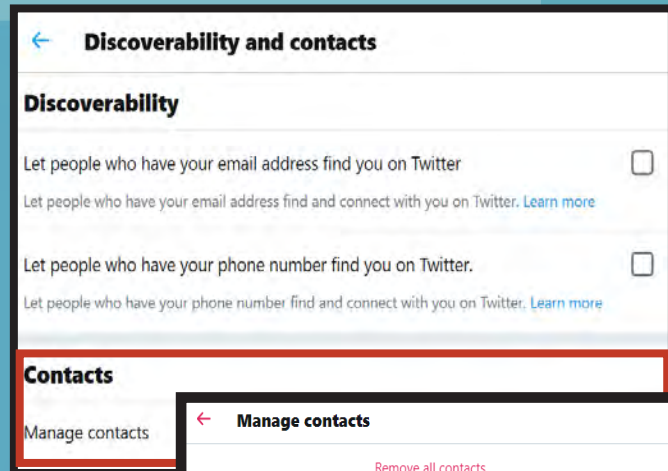 Discoverability and contacts
Discoverability
Let people who have your email address find you on Twitter
Let people who have your email address find and connect with you on Twitter. Learn more
Let people who have your phone number find you on Twitter.
Let people who have your phone number find and connect with you on Twitter. Learn more
Contacts
Manage contacts
Manage contacts
Remove all contacts